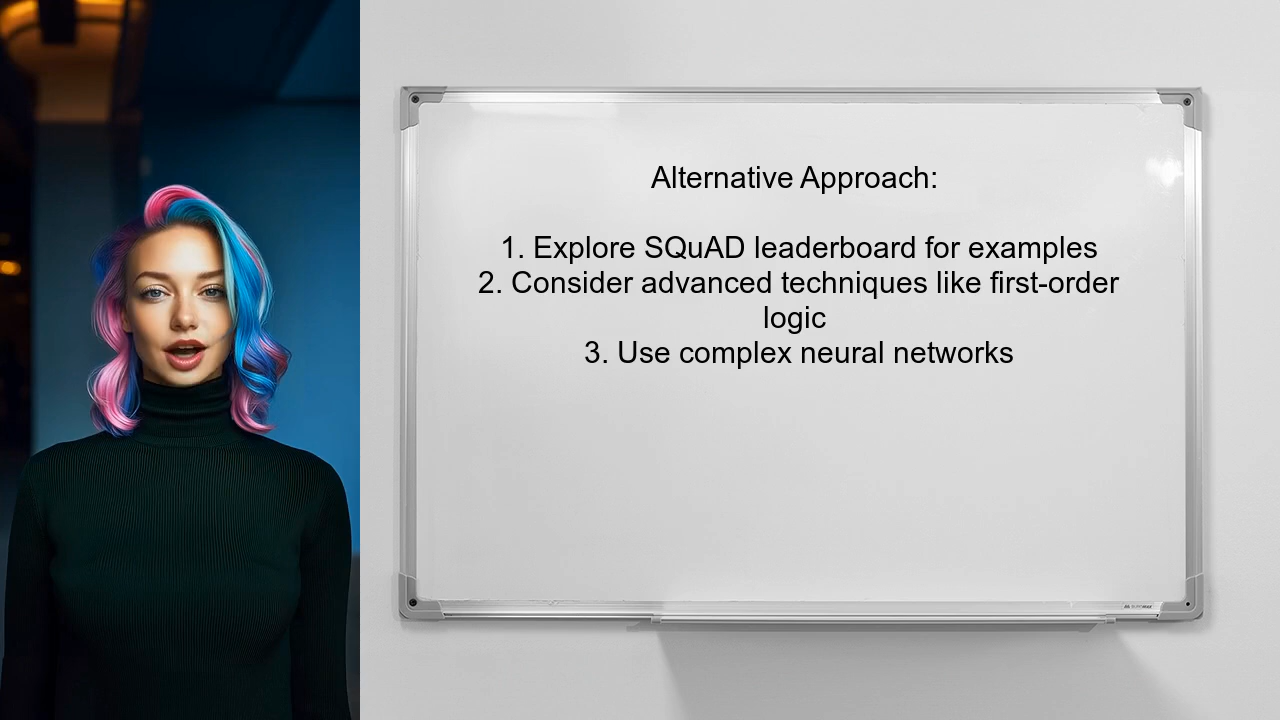 Alternative Approach:
1. Explore SQuAD leaderboard for examples
2. Consider advanced techniques like first-order
logic
3. Use complex neural networks